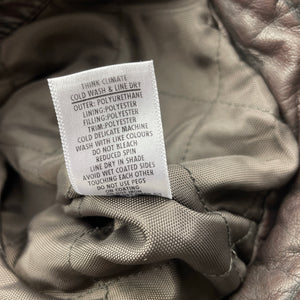 THINK CLIMATE
COLD WASH & LINE DRY
OUTER: POLYURETHANE
LINING:POLYESTER
FILLING:POLYESTER
TRIM:POLYESTER
COLD DELICATE MACHINE
WASH WITH LIKE COLOURS
DO NOT BLEACH
REDUCED SPIN
LINE DRY IN SHADE
AVOID WET COATED SIDES
TOUCHING EACH OTHER
DO NOT USE PEGS
ON COATING